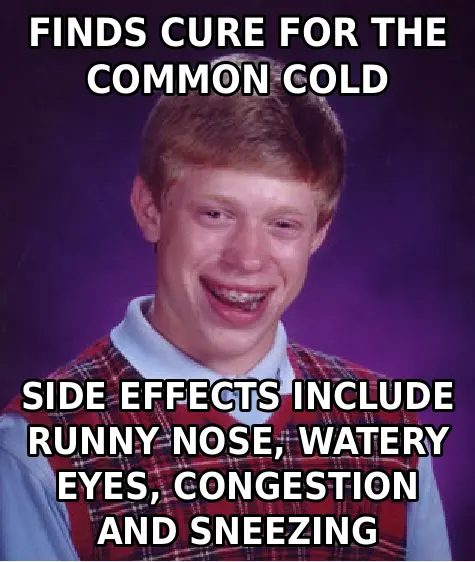 FINDS CURE FOR THE
COMMON COLD
SIDE EFFECTS INCLUDE
RUNNY NOSE, WATERY
EYES, CONGESTION
AND SNEEZING